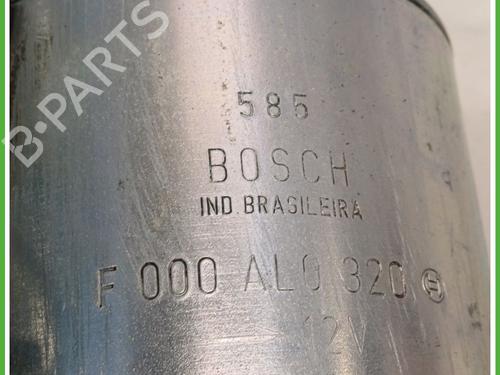 B-PARTS
585
BOSCH
IND. BRASILEIRA
F 000 AL0 320
12V